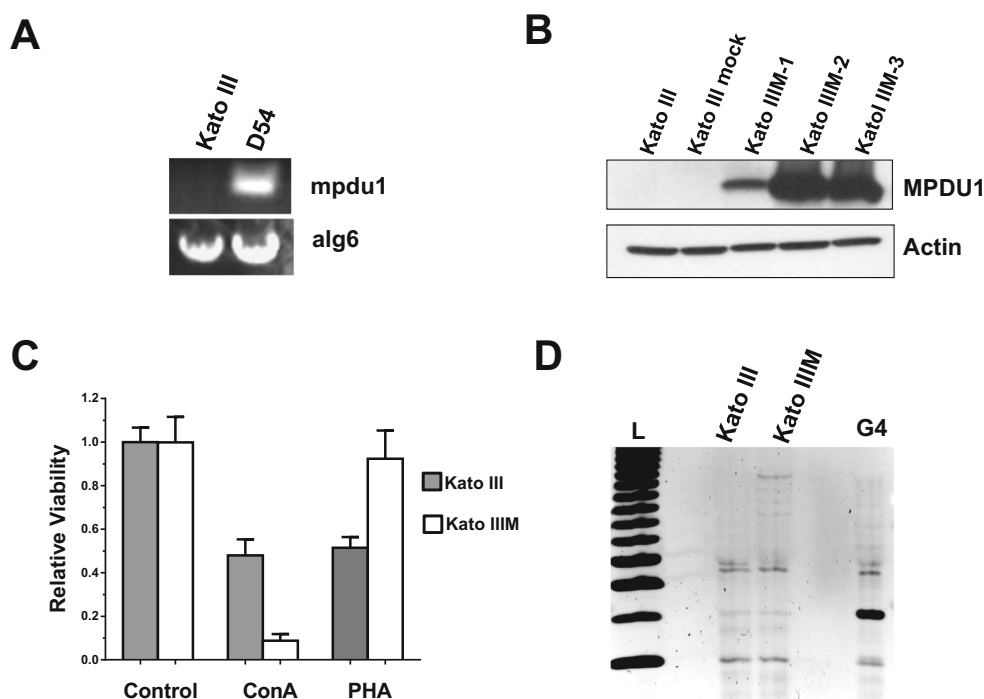 A
Kato III
D54
mpdu1
alg6
B
Kato III
Kato III mock
Kato IIIM-1
Kato IIIM-2
KatoI IIM-3
MPDU1
Actin
C
Relative Viability
1.2
1.0
0.8
0.6
0.4
0.2
0.0
Control
ConA
PHA
Kato III
Kato IIIM
D
L
Kato III
Kato IIIM
G4